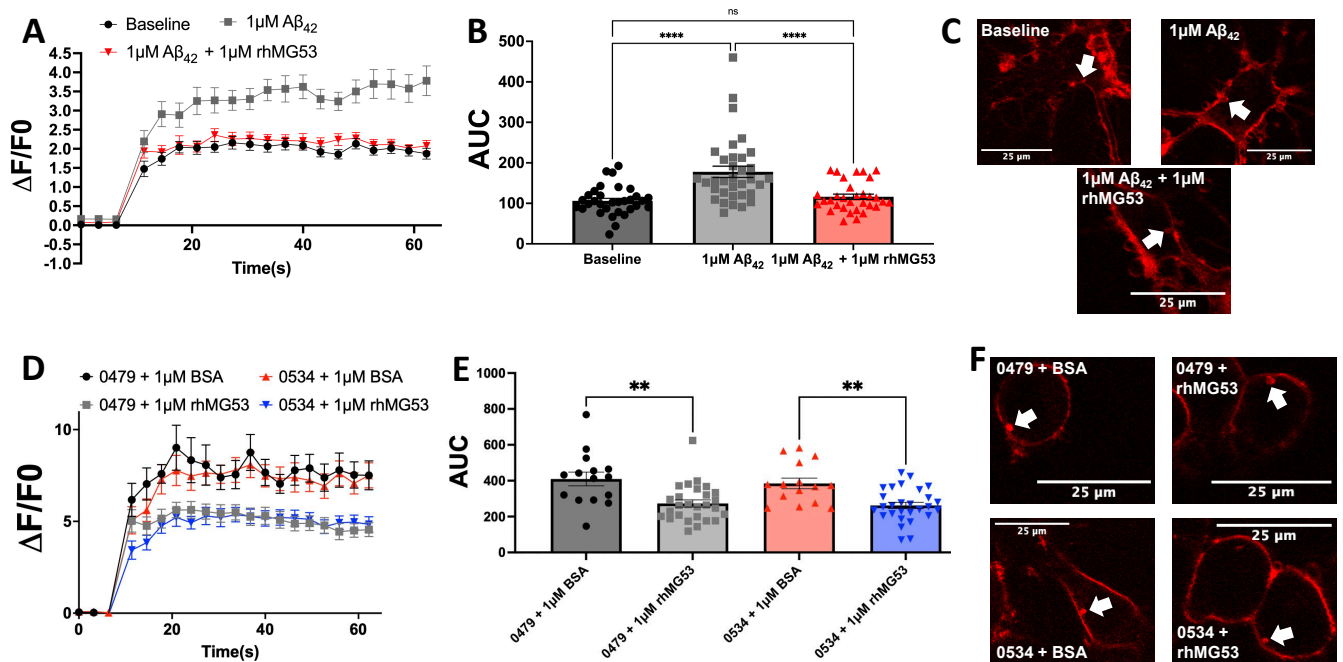 A
Baseline
1µM Aβ₄₂
1µM Aβ₄₂ + 1µM rhMG53
4.5
4.0
3.5
3.0
2.5
2.0
1.5
1.0
0.5
0.0
-0.5
-1.0
ΔF/F0
20
40
60
Time(s)
B
ns
****
****
500
400
300
200
100
0
AUC
Baseline
1µM Aβ₄₂
1µM Aβ₄₂ + 1µM rhMG53
C
Baseline
25 µm
1µM Aβ₄₂
25 µm
1µM Aβ₄₂ + 1µM
rhMG53
25 µm
D
0479 + 1µM BSA
0534 + 1µM BSA
0479 + 1µM rhMG53
0534 + 1µM rhMG53
10
5
0
ΔF/F0
0
20
40
60
Time(s)
E
**
**
1000
800
600
400
200
0
AUC
0479 + 1µM BSA
0479 + 1µM rhMG53
0534 + 1µM BSA
0534 + 1µM rhMG53
F
0479 + BSA
25 µm
0479 +
rhMG53
25 µm
25 µm
0534 + BSA
25 µm
0534 +
rhMG53